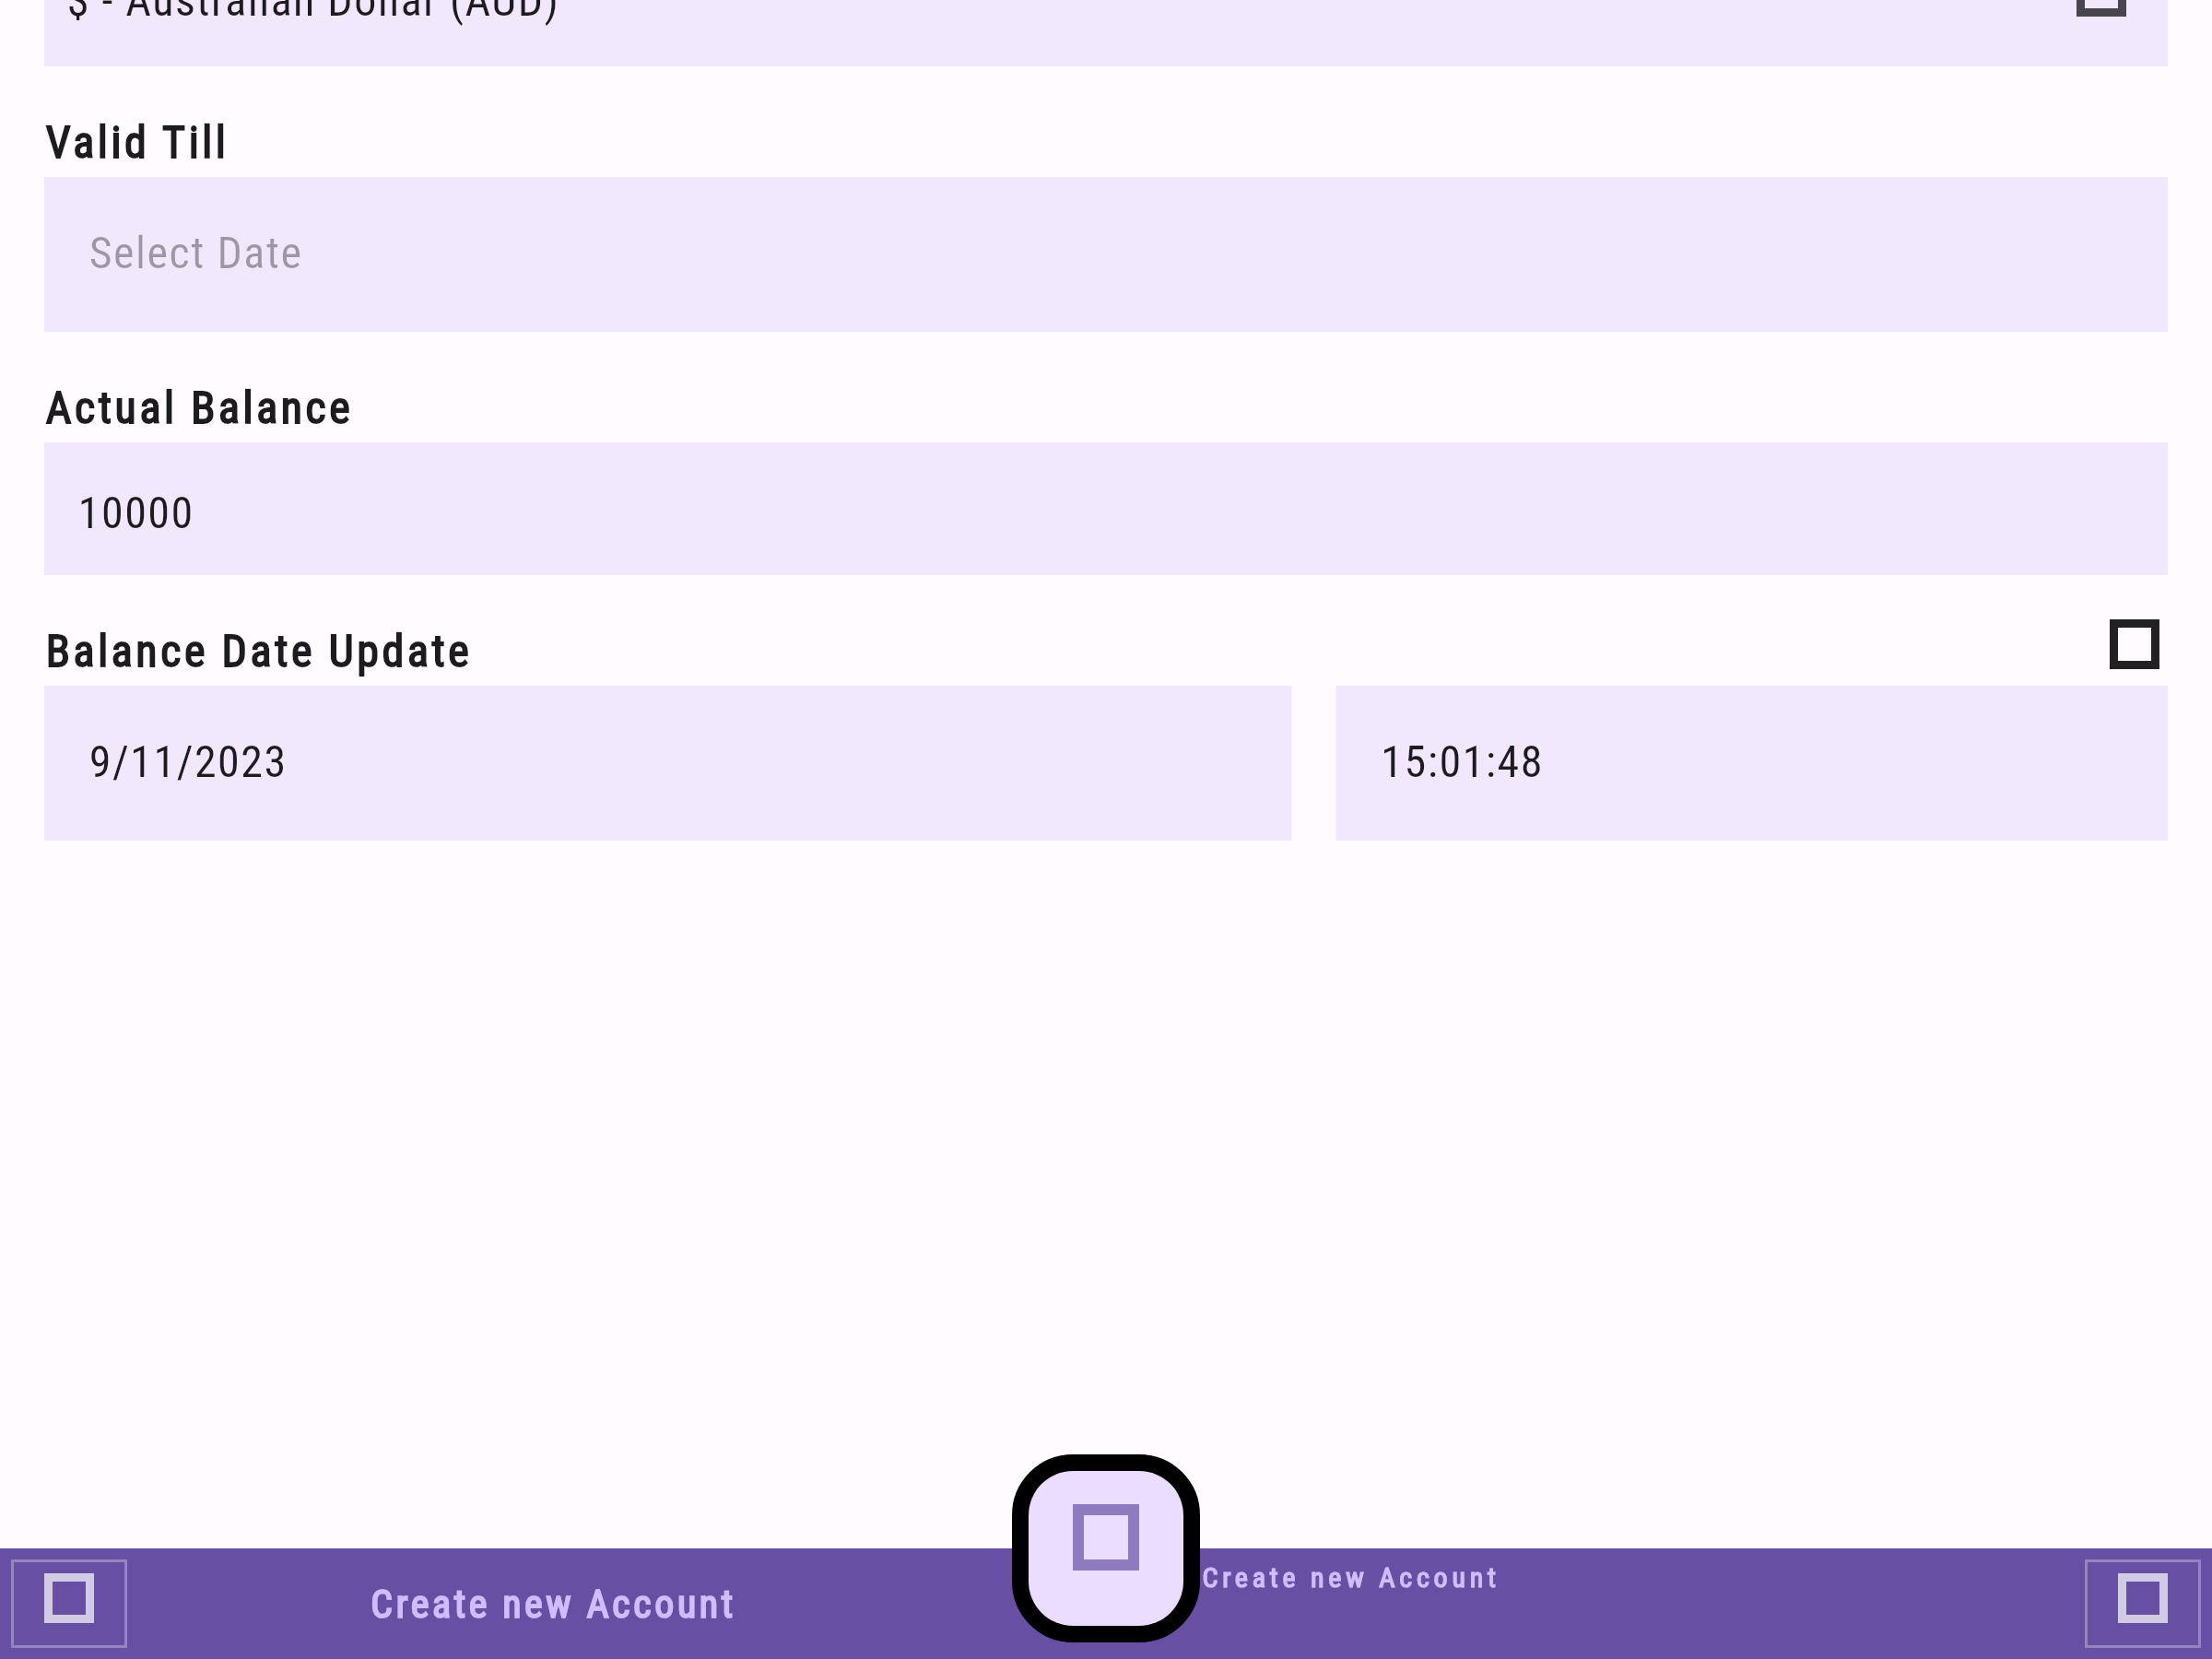 $ - Australian Dollar (AUD)
Valid Till
Select Date
Actual Balance
10000
Balance Date Update
9/11/2023
15:01:48
Create new Account
Create new Account